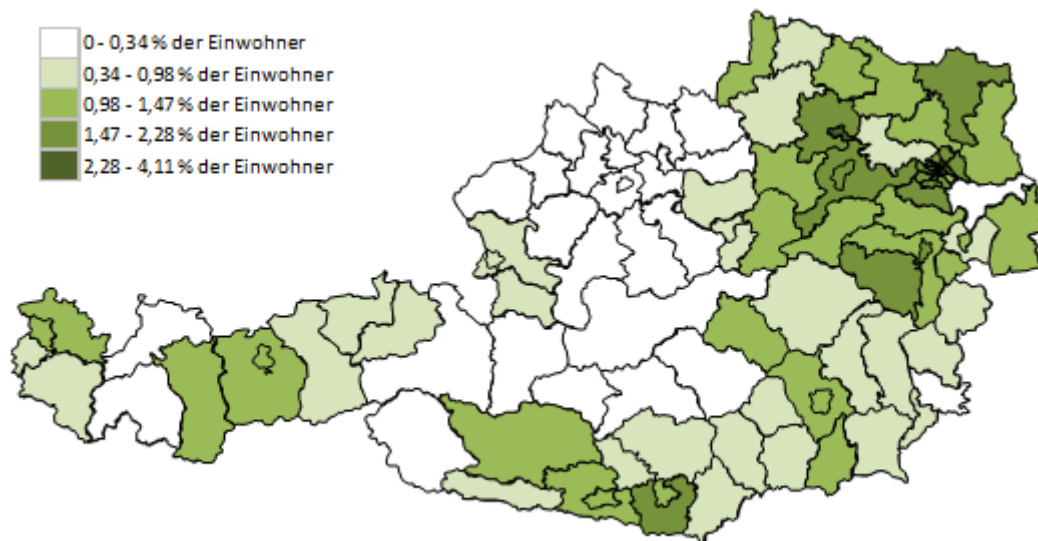 0 - 0,34 % der Einwohner
0,34 - 0,98 % der Einwohner
0,98 - 1,47 % der Einwohner
1,47 - 2,28 % der Einwohner
2,28 - 4,11 % der Einwohner